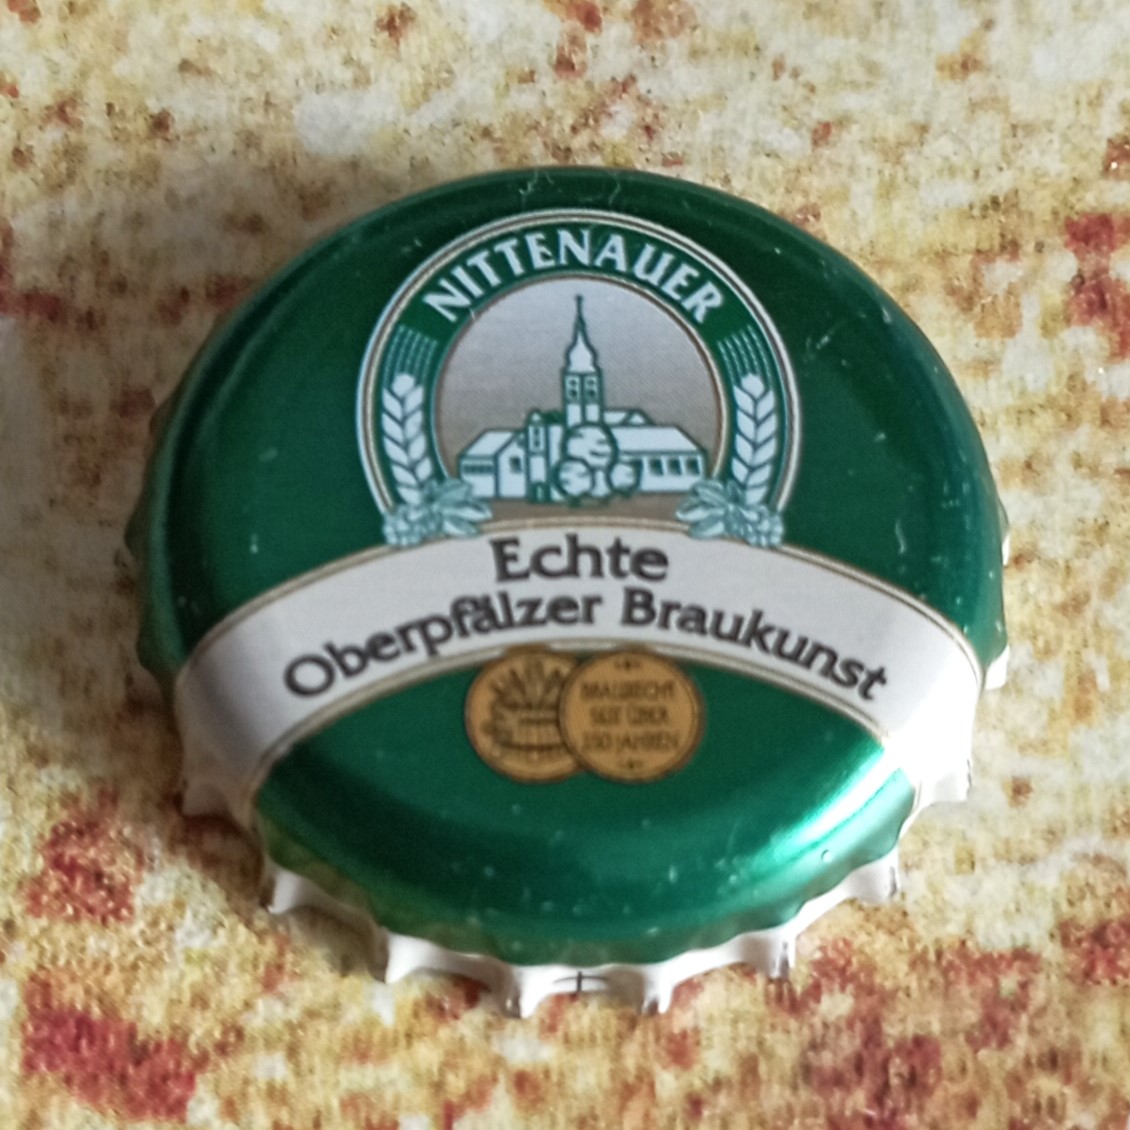 NITTENAUER
Echte
Oberpfälzer Braukunst
BRAURECHT
SEIT ÜBER
350 JAHREN